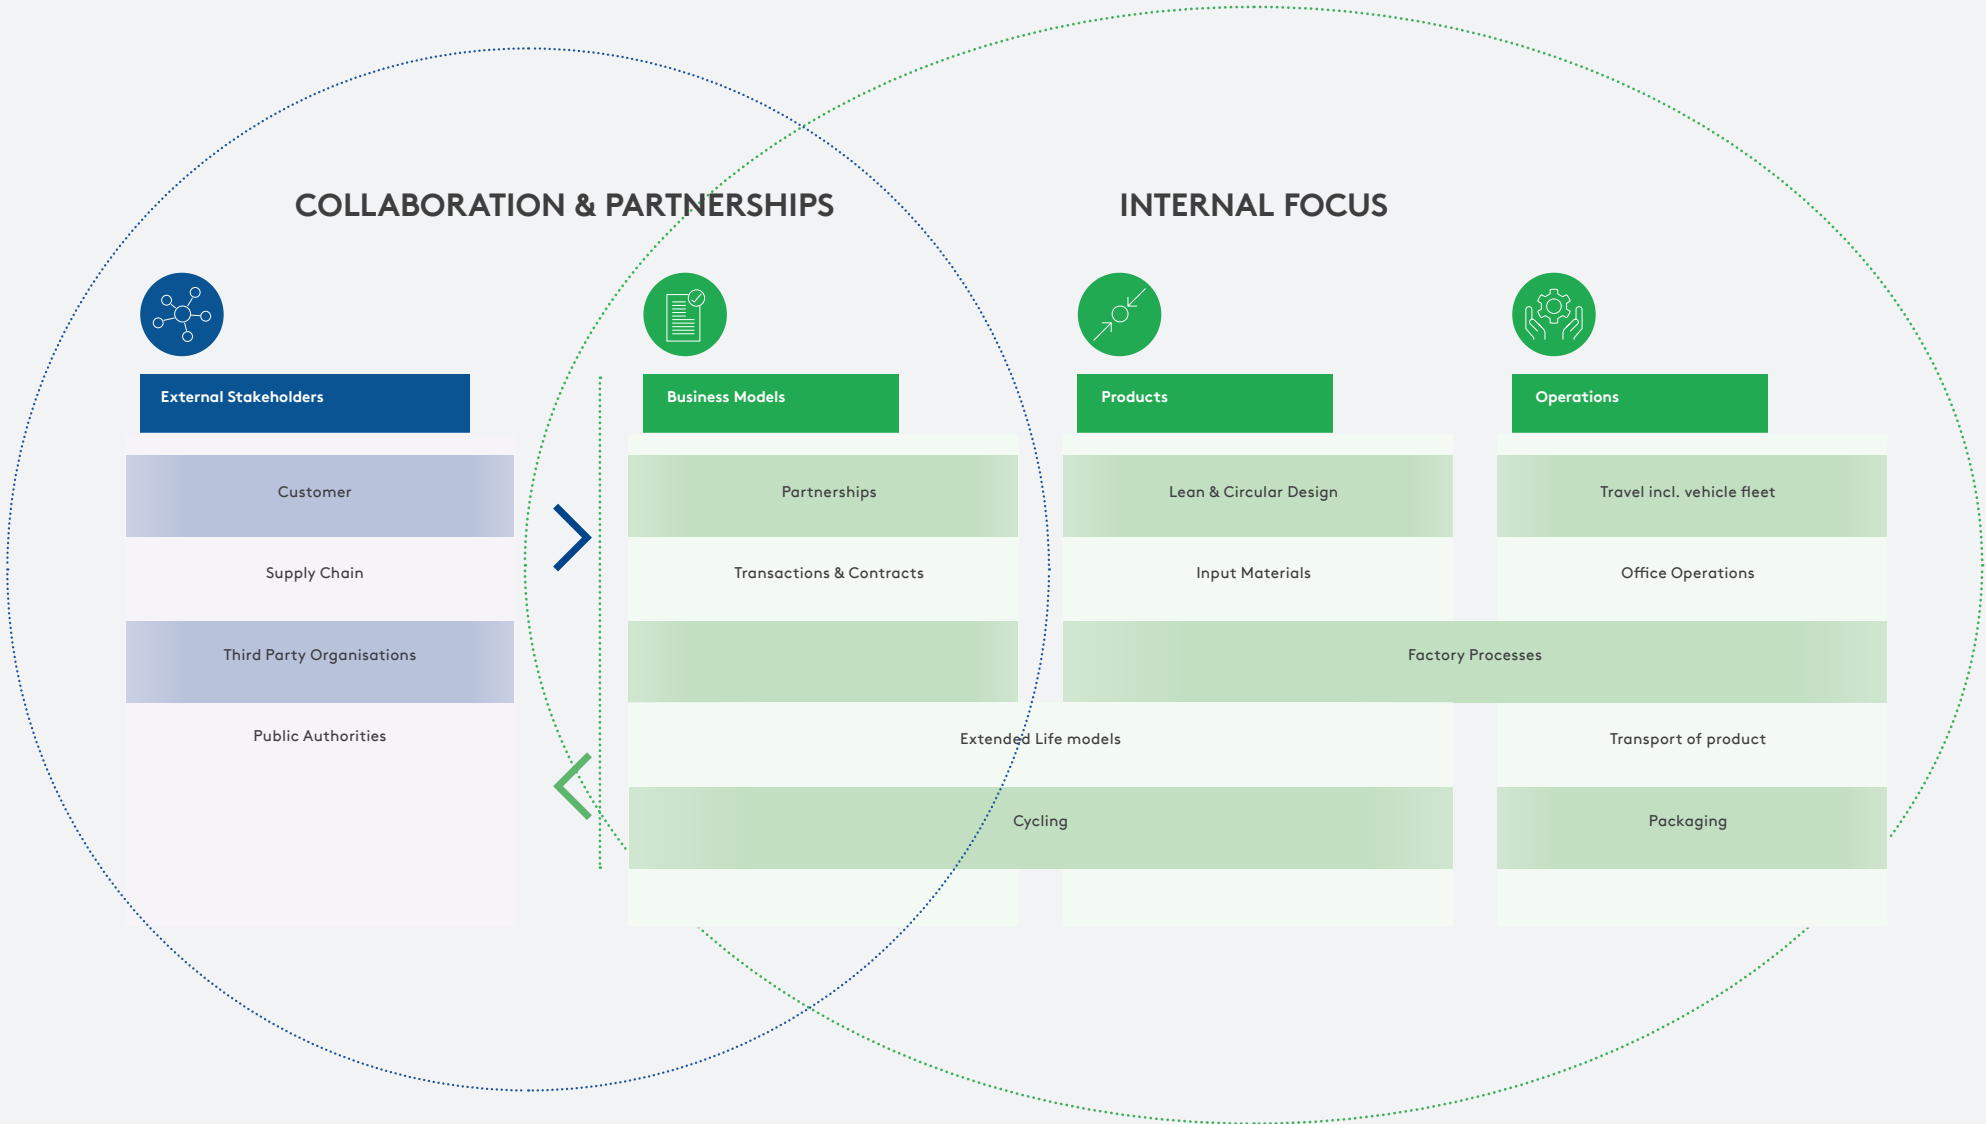 COLLABORATION & PARTNERSHIPS
INTERNAL FOCUS
External Stakeholders
Customer
Supply Chain
Third Party Organisations
Public Authorities
Business Models
Partnerships
Transactions & Contracts
Products
Lean & Circular Design
Input Materials
Operations
Travel incl. vehicle fleet
Office Operations
Factory Processes
Extended Life models
Transport of product
Cycling
Packaging